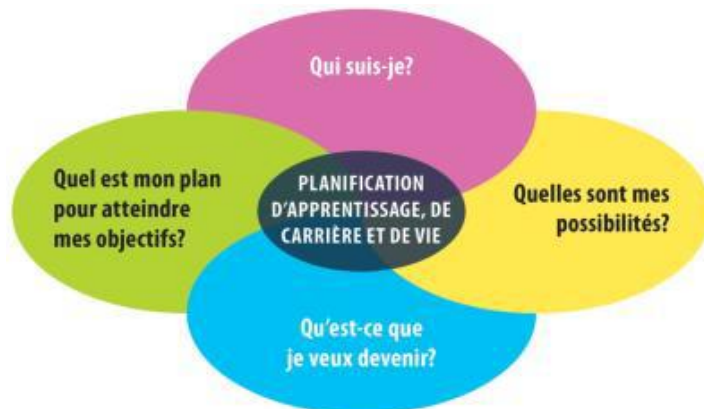 Qui suis-je?
Quel est mon plan
pour atteindre
mes objectifs?
PLANIFICATION
D'APPRENTISSAGE, DE
CARRIÈRE ET DE VIE
Quelles sont mes
possibilités?
Qu'est-ce que
je veux devenir?